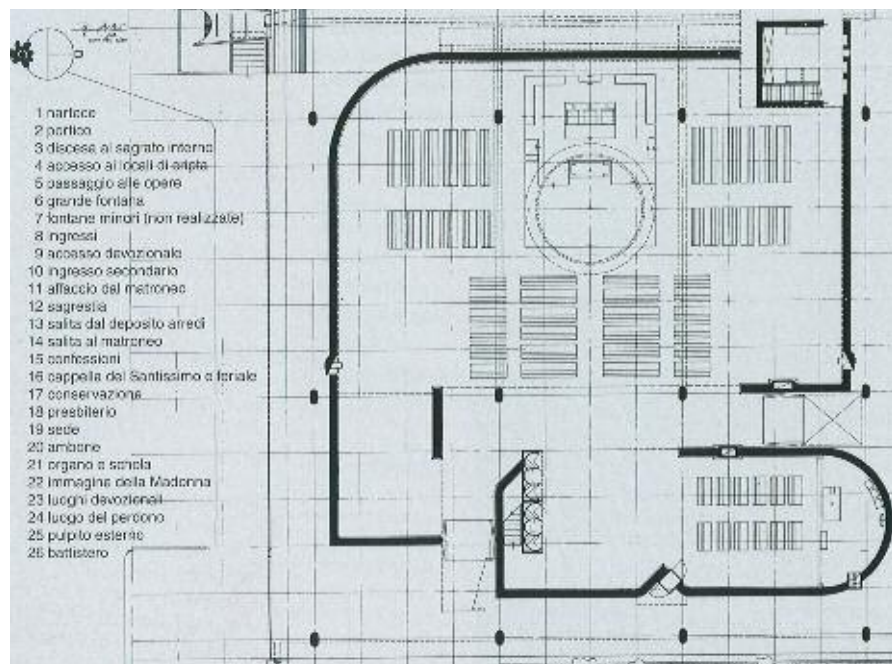 1 nartece
2 portico
3 discesa al sagrato interno
4 accesso ai locali di cripta
5 passaggio alle opere
6 grande fontana
7 fontane minori (non realizzate)
8 ingressi
9 accesso devozionale
10 ingresso secondario
11 affaccio dal matroneo
12 sagrestia
13 salita dal deposito arredi
14 salita al matroneo
15 confessioni
16 cappella del Santissimo e feriale
17 conservazione
18 presbiterio
19 sede
20 ambone
21 organo e schola
22 immagine della Madonna
23 luoghi devozionali
24 luogo del perdono
25 pulpito esterno
26 battistero